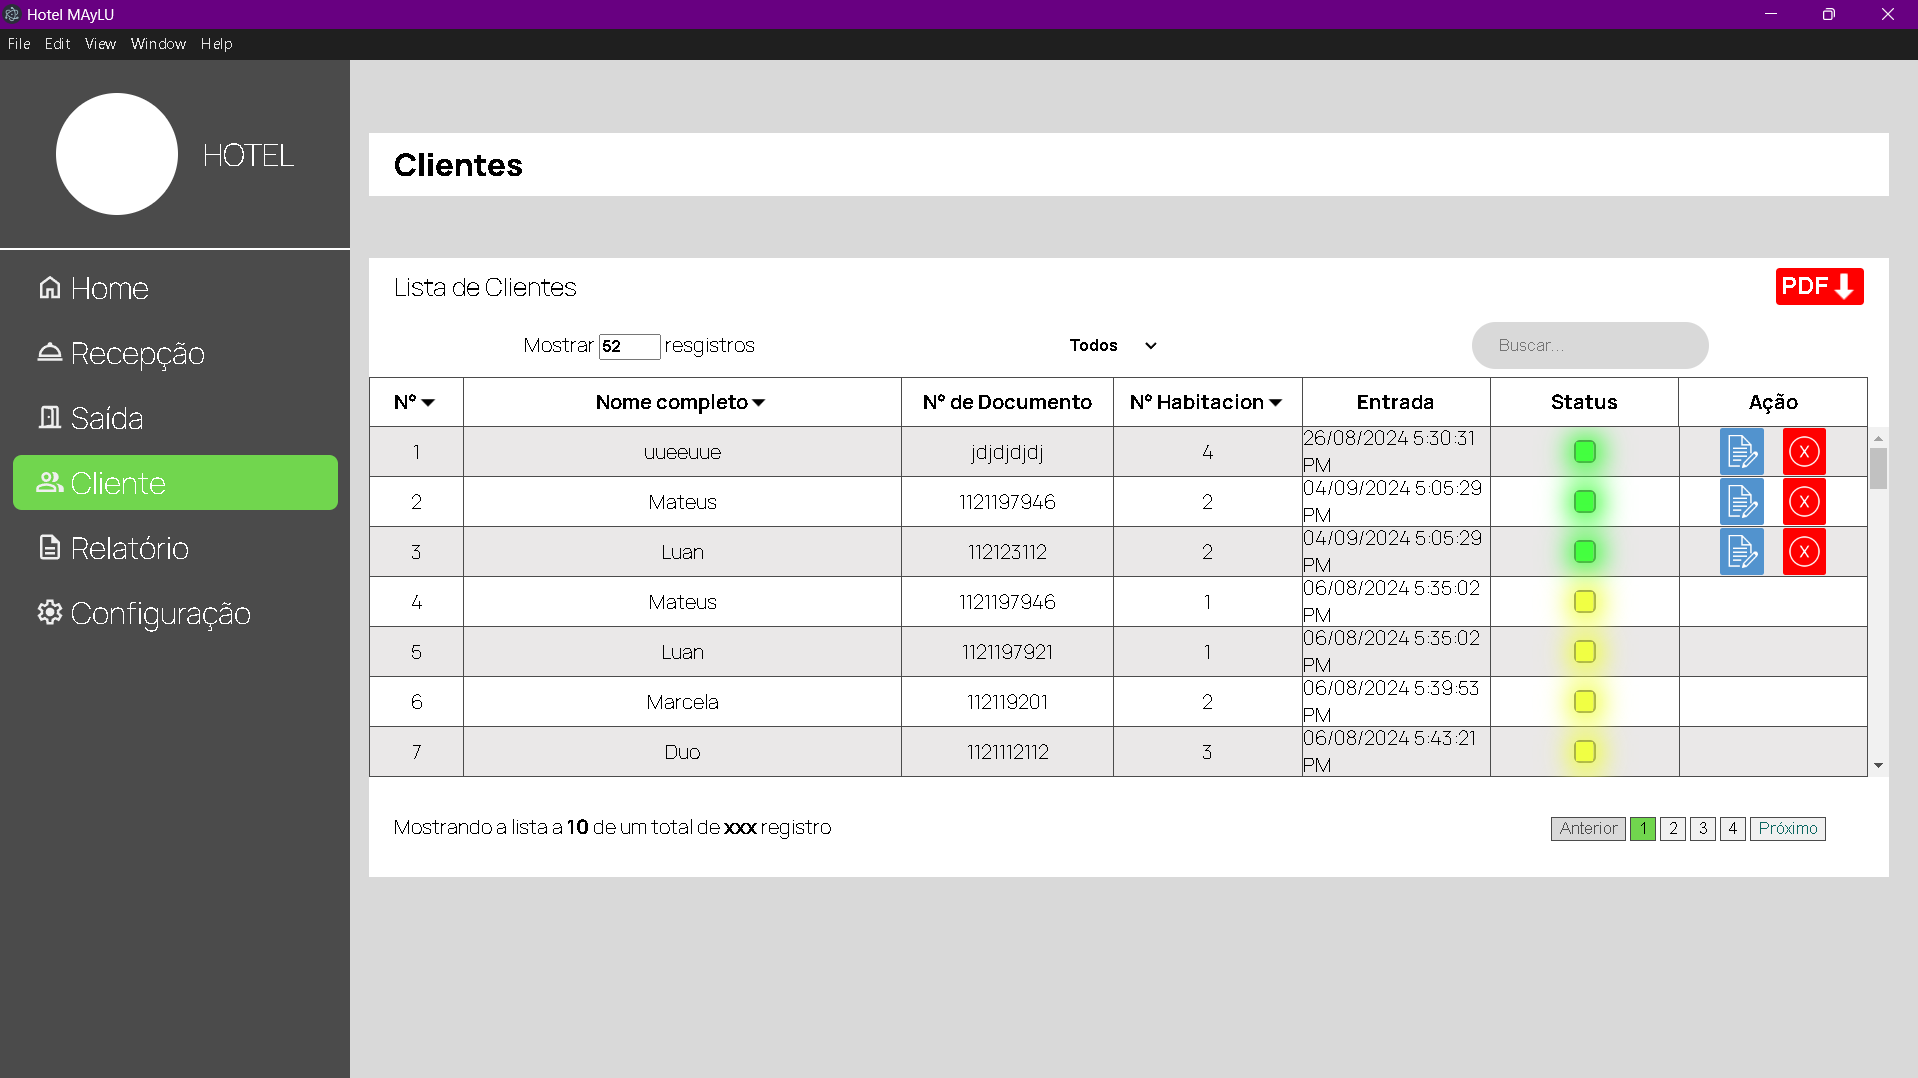 Hotel MAyLU
File Edit View Window Help
HOTEL
Home
Recepção
Saída
Cliente
Relatório
Configuração
Clientes
Lista de Clientes
PDF
Mostrar 52 resgistros
Todos
Buscar...
N° Nome completo N° de Documento N° Habitacion Entrada Status Ação
1 uueeuue jdjdjdjdj 4 26/08/2024 5:30:31 PM X
2 Mateus 1121197946 2 04/09/2024 5:05:29 PM X
3 Luan 112123112 2 04/09/2024 5:05:29 PM X
4 Mateus 1121197946 1 06/08/2024 5:35:02 PM
5 Luan 1121197921 1 06/08/2024 5:35:02 PM
6 Marcela 112119201 2 06/08/2024 5:39:53 PM
7 Duo 1121112112 3 06/08/2024 5:43:21 PM
Mostrando a lista a 10 de um total de xxx registro
Anterior 1 2 3 4 Próximo